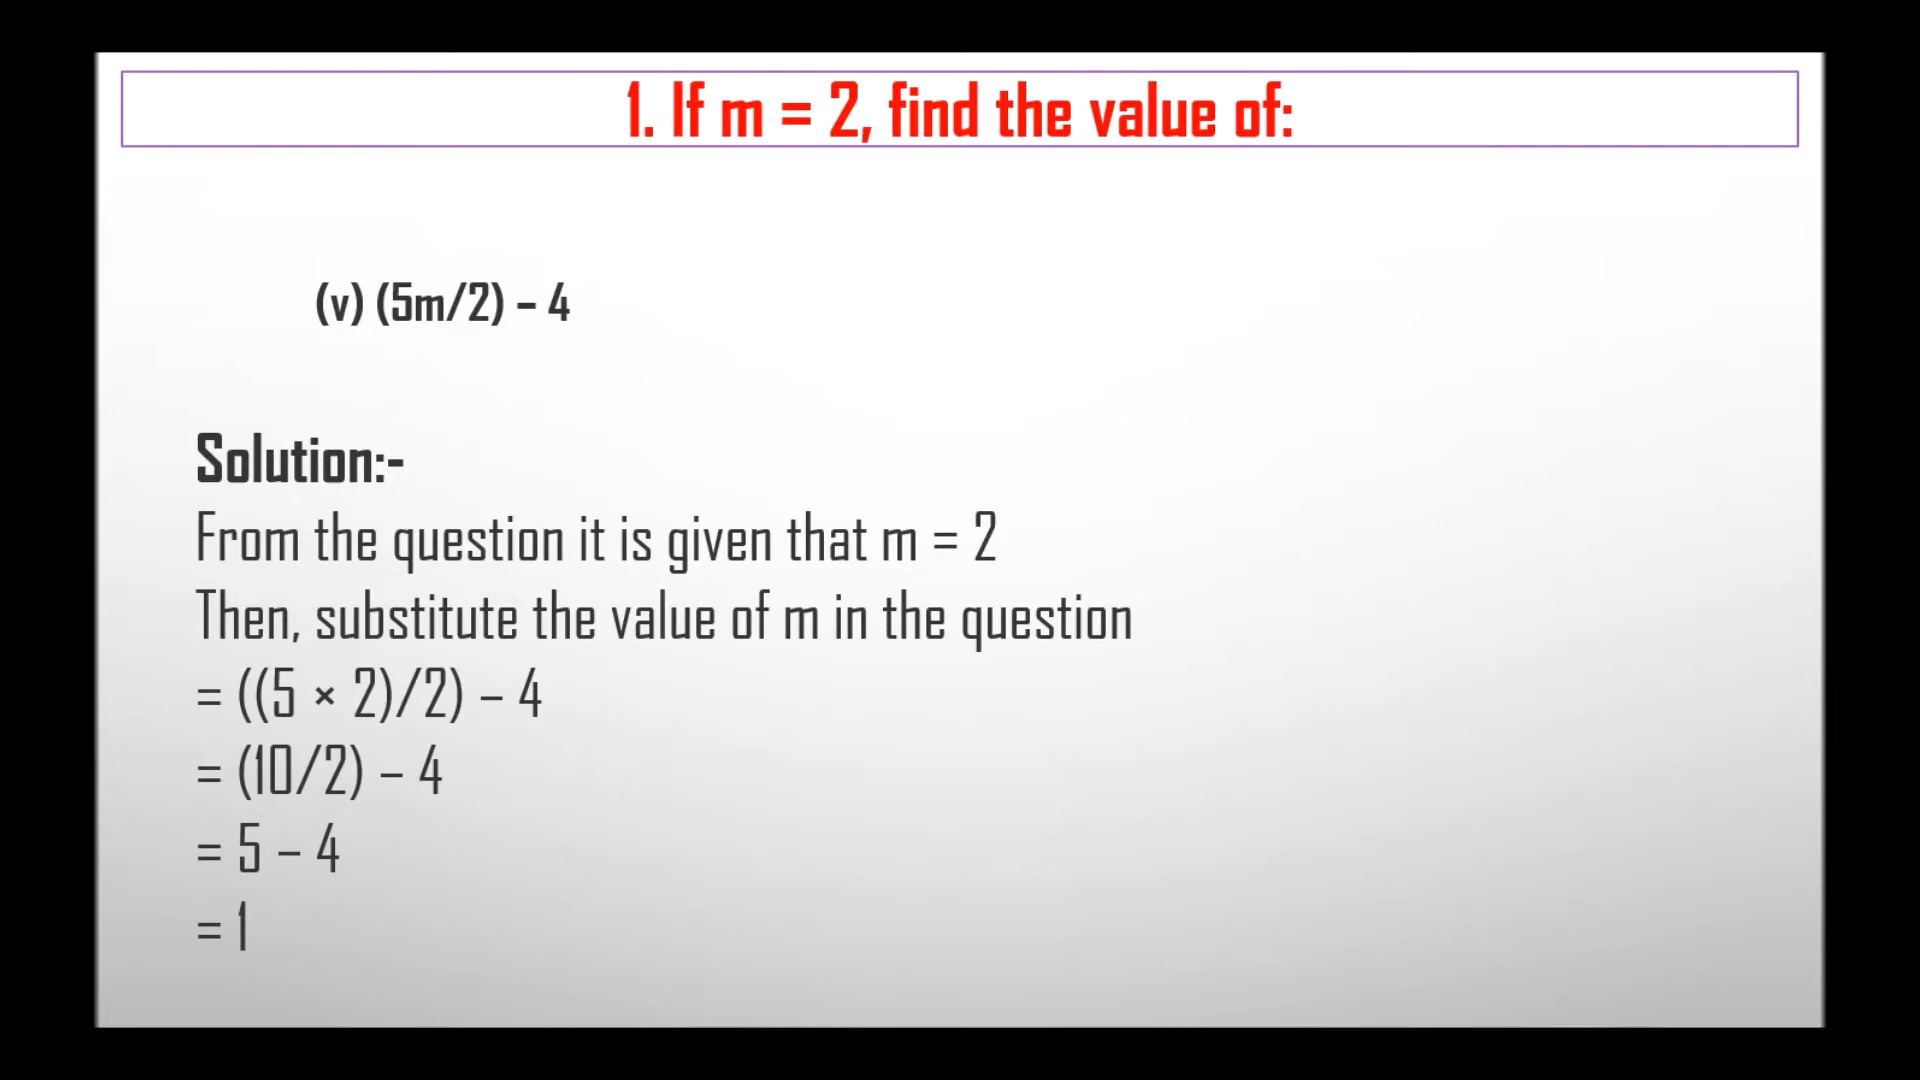 1. If m = 2, find the value of:
(v) (5m/2) – 4
Solution:-
From the question it is given that m = 2
Then, substitute the value of m in the question
= ((5 × 2)/2) – 4
= (10/2) – 4
= 5 – 4
= 1